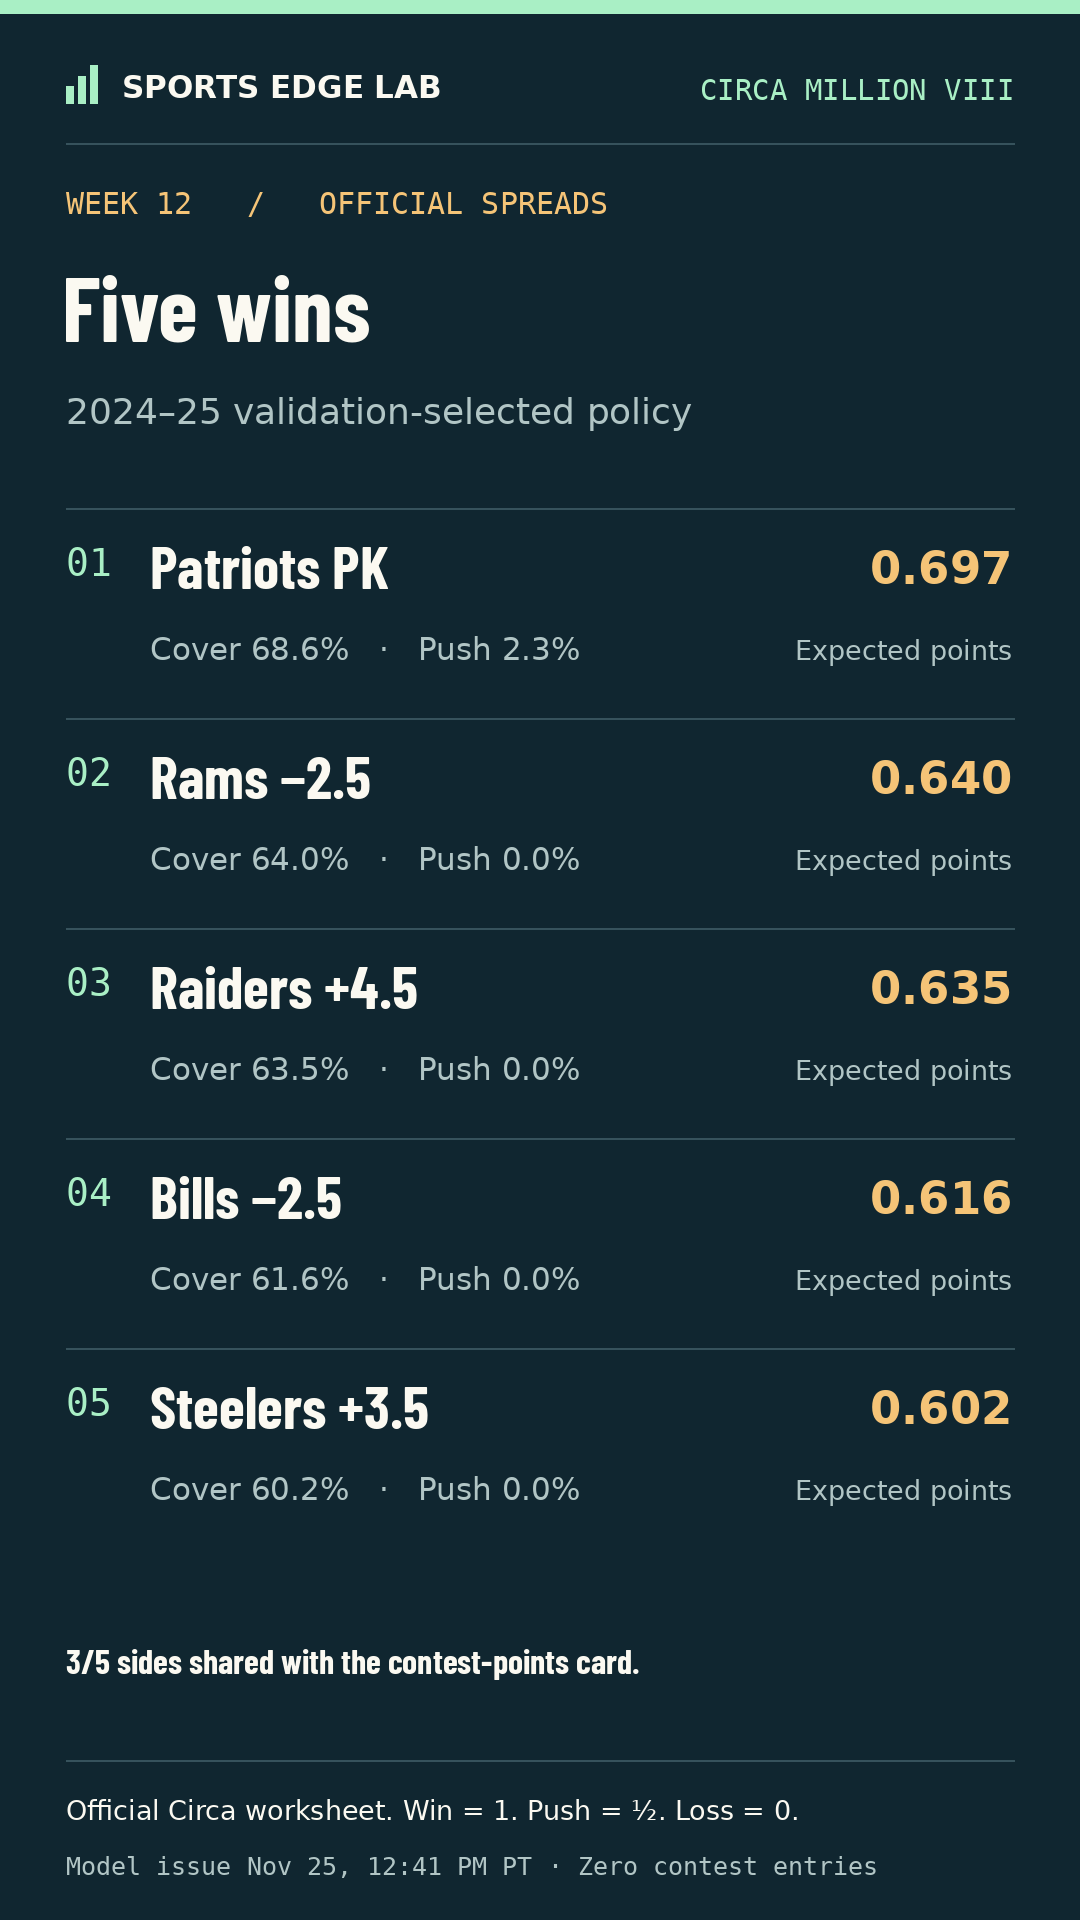 SPORTS EDGE LAB
CIRCA MILLION VIII
WEEK 12 / OFFICIAL SPREADS
Five wins
2024–25 validation-selected policy
01 Patriots PK 0.697
Cover 68.6% · Push 2.3% Expected points
02 Rams −2.5 0.640
Cover 64.0% · Push 0.0% Expected points
03 Raiders +4.5 0.635
Cover 63.5% · Push 0.0% Expected points
04 Bills −2.5 0.616
Cover 61.6% · Push 0.0% Expected points
05 Steelers +3.5 0.602
Cover 60.2% · Push 0.0% Expected points
3/5 sides shared with the contest-points card.
Official Circa worksheet. Win = 1. Push = ½. Loss = 0.
Model issue Nov 25, 12:41 PM PT · Zero contest entries